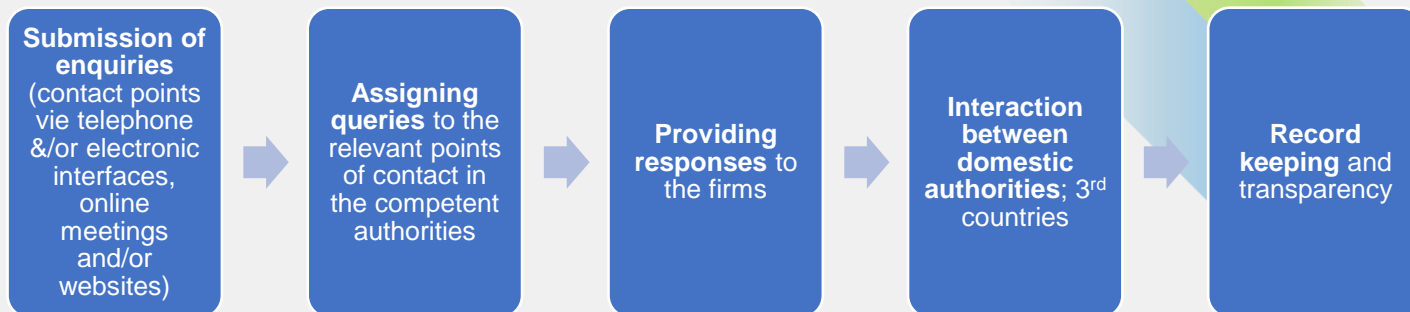 Submission of
enquiries
(contact points
vie telephone
&/or electronic
interfaces,
online
meetings
and/or
websites)
Assigning
queries to the
relevant points
of contact in
the competent
authorities
Providing
responses to
the firms
Interaction
between
domestic
authorities; 3rd
countries
Record
keeping and
transparency